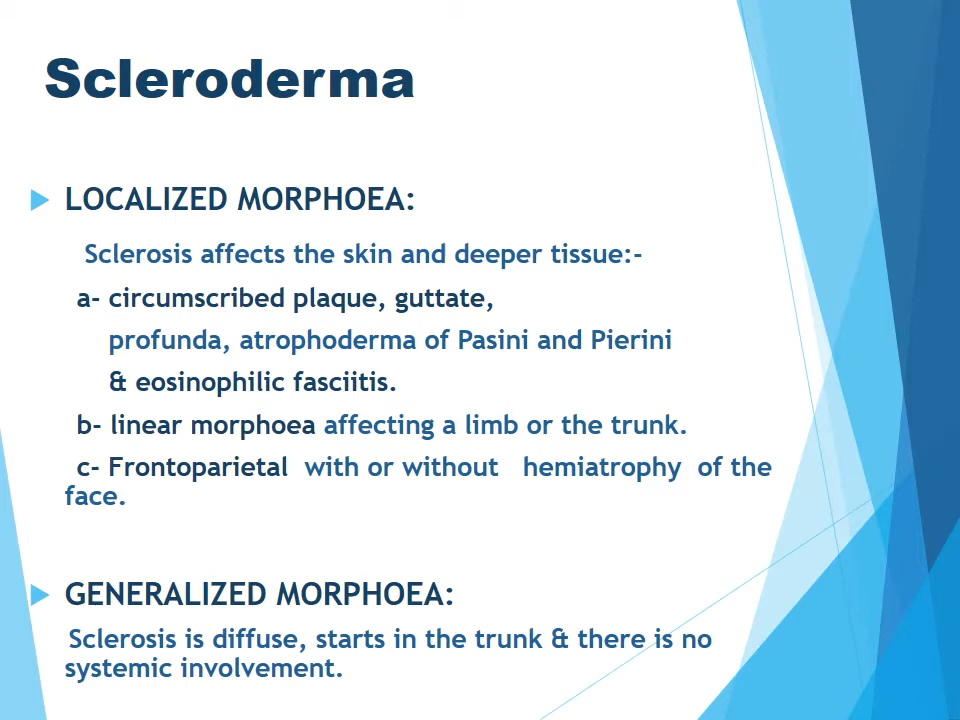 Scleroderma
LOCALIZED MORPHOEA:
Sclerosis affects the skin and deeper tissue:-
a- circumscribed plaque, guttate,
profunda, atrophoderma of Pasini and Pierini
& eosinophilic fasciitis.
b- linear morphoea affecting a limb or the trunk.
c- Frontoparietal with or without hemiatrophy of the
face.
GENERALIZED MORPHOEA:
Sclerosis is diffuse, starts in the trunk & there is no
systemic involvement.